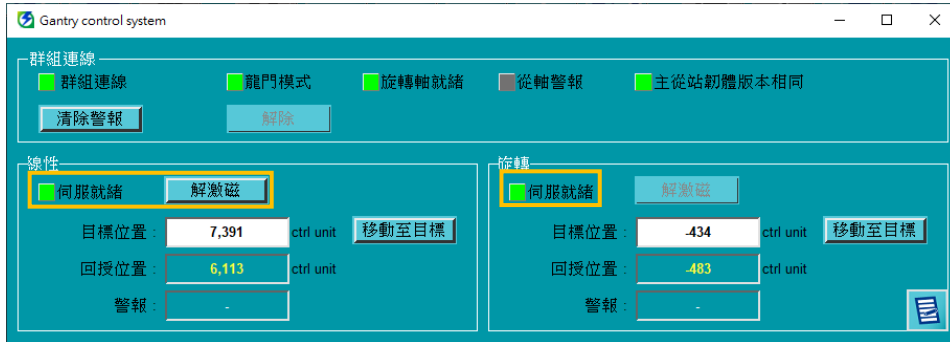 Gantry control system
群組連線
群組連線 龍門模式 旋轉軸就緒 從軸警報 主從站韌體版本相同
清除警報 解除
線性
伺服就緒 解激磁
目標位置 : 7,391 ctrl unit 移動至目標
回授位置 : 6,113 ctrl unit
警報 : -
旋轉
伺服就緒 解激磁
目標位置 : -434 ctrl unit 移動至目標
回授位置 : -483 ctrl unit
警報 : -